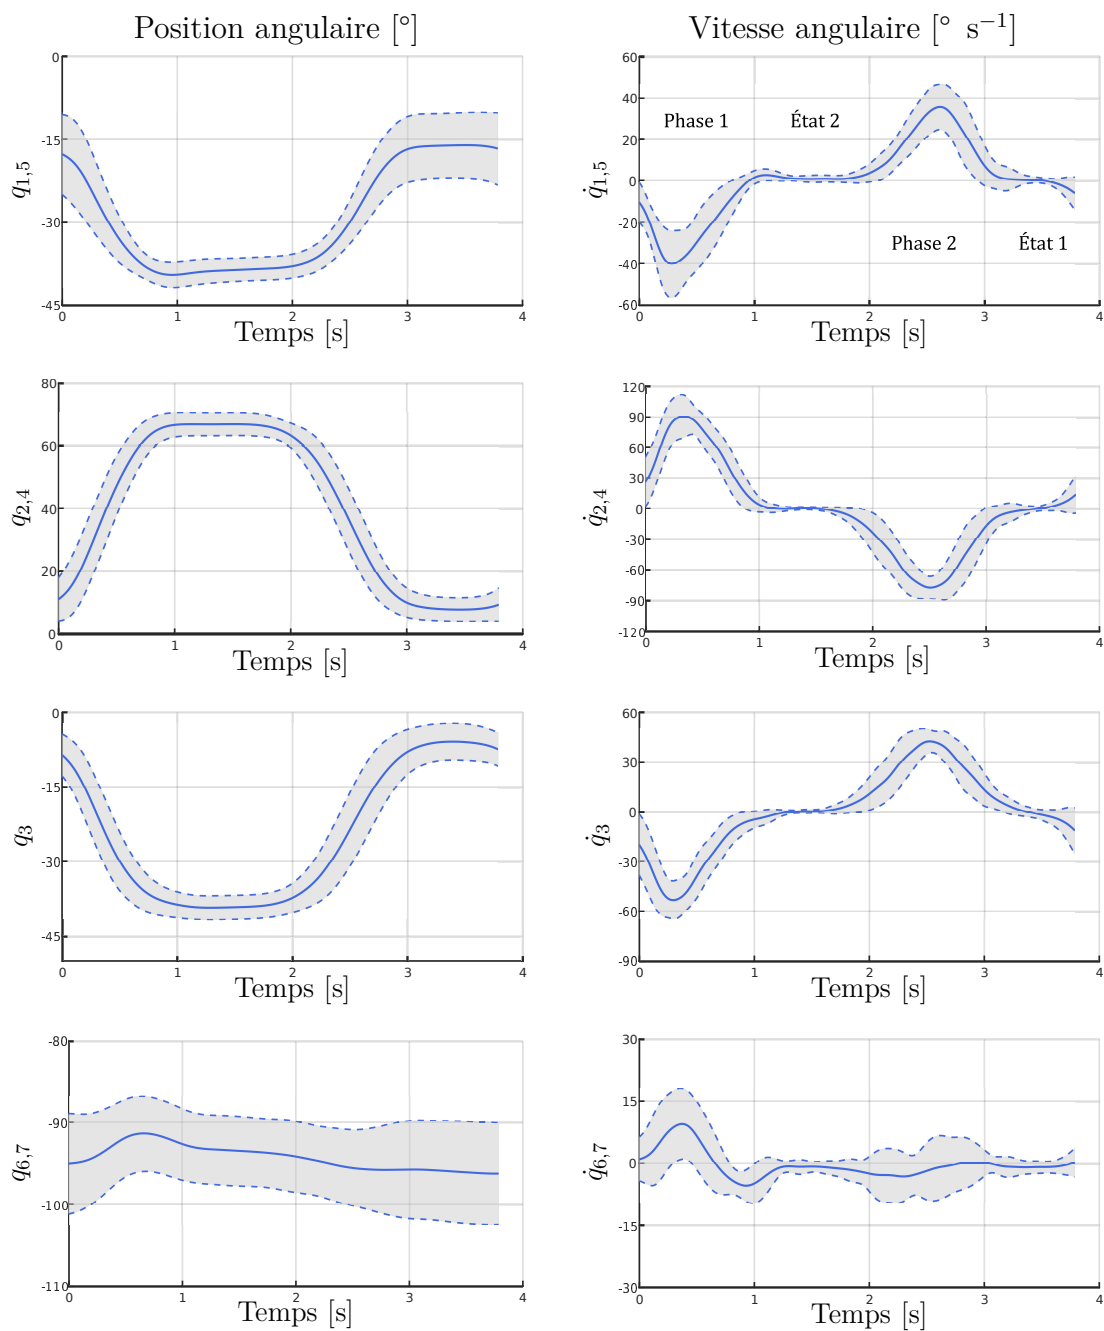 Position angulaire [°]
Vitesse angulaire [° s⁻¹]
0
-15
-30
-45
q1,5
0 1 2 3 4
Temps [s]
60
40
20
0
-20
-40
-60
q̇1,5
Phase 1
État 2
Phase 2
État 1
0 1 2 3 4
Temps [s]
80
60
40
20
0
q2,4
0 1 2 3 4
Temps [s]
120
90
60
30
0
-30
-60
-90
-120
q̇2,4
0 1 2 3 4
Temps [s]
0
-15
-30
-45
q3
0 1 2 3 4
Temps [s]
60
30
0
-30
-60
-90
q̇3
0 1 2 3 4
Temps [s]
-80
-90
-100
-110
q6,7
0 1 2 3 4
Temps [s]
30
15
0
-15
-30
q̇6,7
0 1 2 3 4
Temps [s]